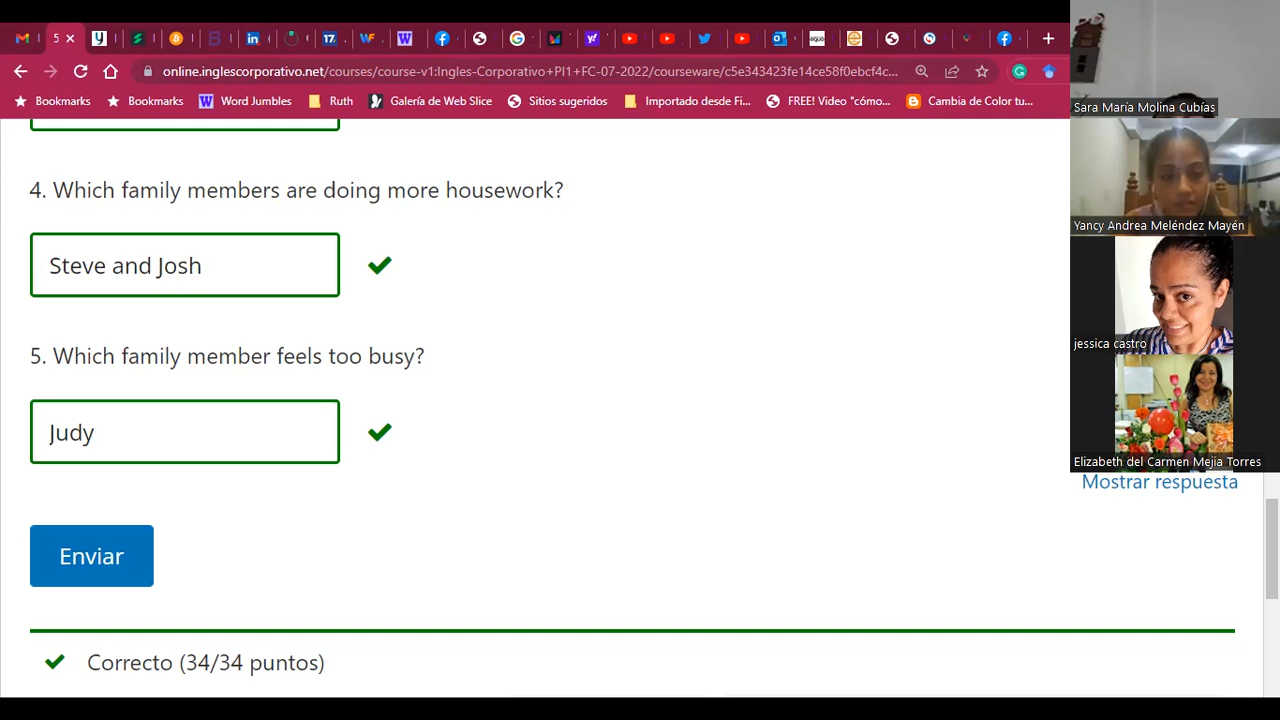 5
17
online.inglescorporativo.net/courses/course-v1:Ingles-Corporativo+PI1+FC-07-2022/courseware/c5e343423fe14ce58f0ebcf4c...
Bookmarks
Bookmarks
Word Jumbles
Ruth
Galería de Web Slice
Sitios sugeridos
Importado desde Fi...
FREE! Video "cómo...
Cambia de Color tu...
Sara María Molina Cubías
Yancy Andrea Meléndez Mayén
jessica castro
Elizabeth del Carmen Mejia Torres
4. Which family members are doing more housework?
Steve and Josh
5. Which family member feels too busy?
Judy
Mostrar respuesta
Enviar
Correcto (34/34 puntos)